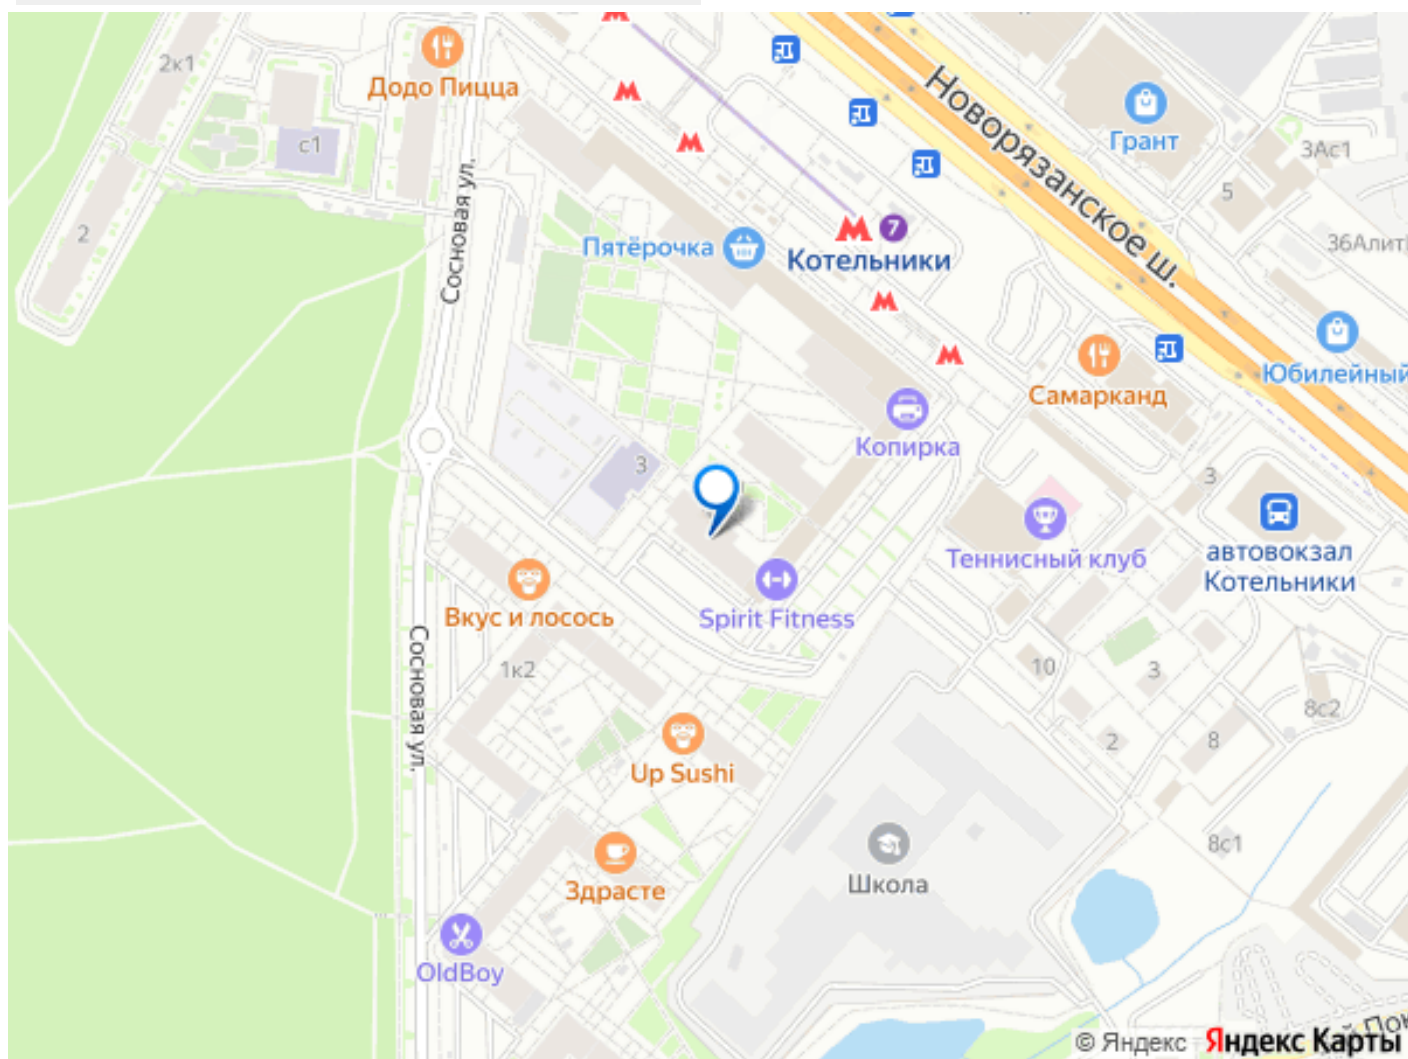 2к1
Додо Пицца
с1
2
Сосновая ул.
Пятёрочка
7
Котельники
Новорязанское ш.
Грант
3Ас1
5
36Алит
Юбилейный
Самарканд
Копирка
3
3
Теннисный клуб
автовокзал
Котельники
Spirit Fitness
Вкус и лосось
1к2
Сосновая ул.
10
3
2
8
8с2
8с1
Up Sushi
Здрасте
Школа
OldBoy
© Яндекс
Яндекс Карты